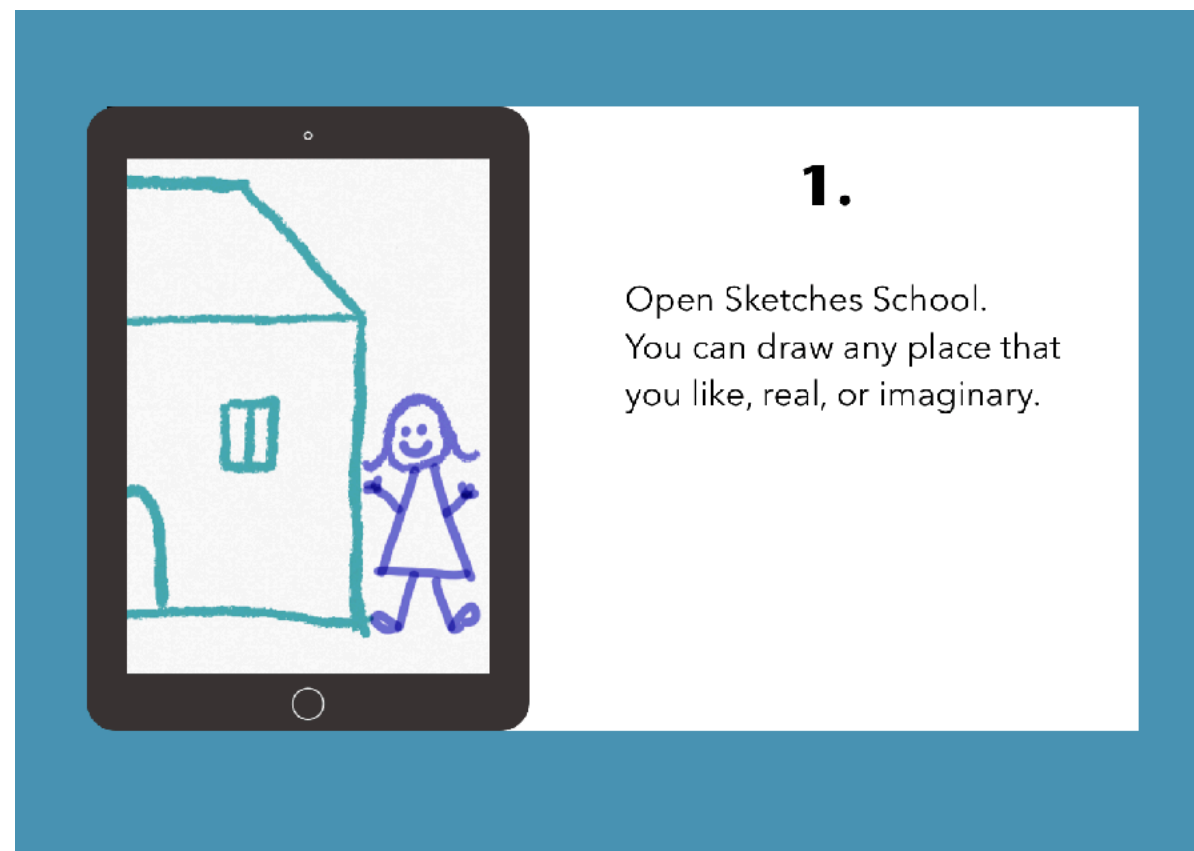 1.
Open Sketches School.
You can draw any place that
you like, real, or imaginary.